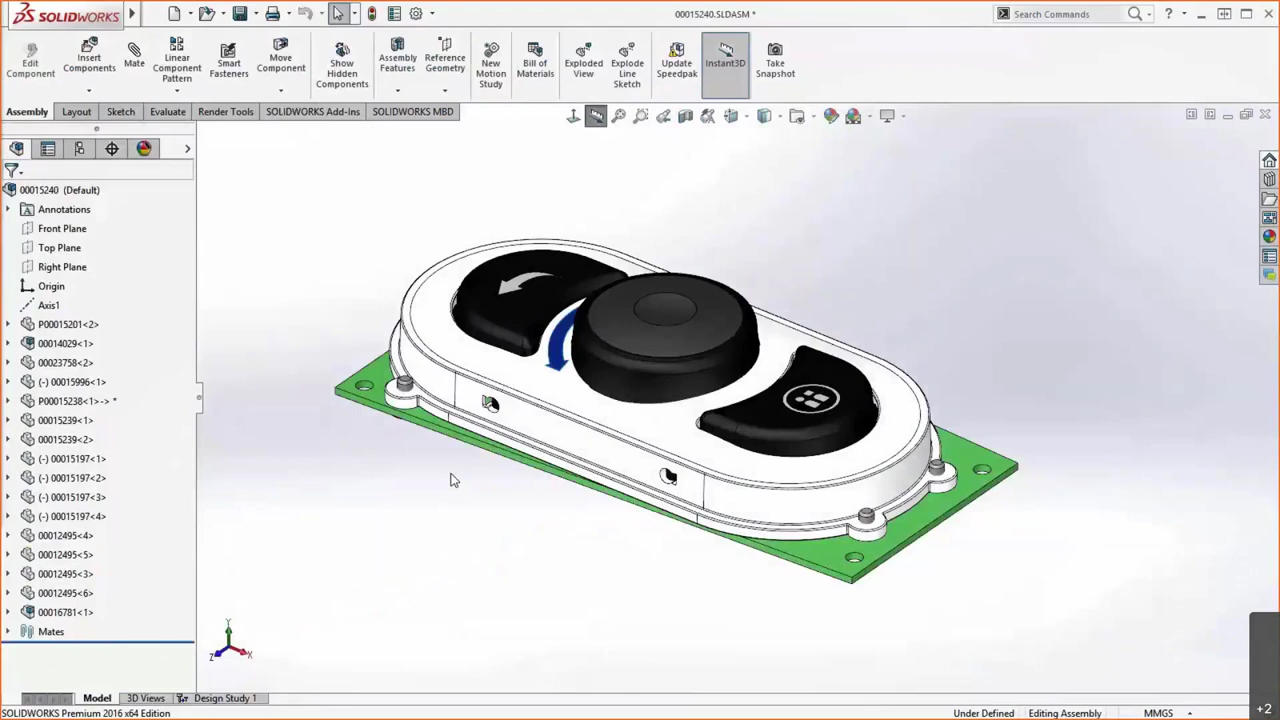 SOLIDWORKS
00015240.SLDASM *
Search Commands
Edit Component
Insert Components
Mate
Linear Component Pattern
Smart Fasteners
Move Component
Show Hidden Components
Assembly Features
Reference Geometry
New Motion Study
Bill of Materials
Exploded View
Explode Line Sketch
Update Speedpak
Instant3D
Take Snapshot
Assembly
Layout
Sketch
Evaluate
Render Tools
SOLIDWORKS Add-Ins
SOLIDWORKS MBD
00015240 (Default)
Annotations
Front Plane
Top Plane
Right Plane
Origin
Axis1
P00015201<2>
00014029<1>
00023758<2>
(-) 00015996<1>
P00015238<1>-> *
00015239<1>
00015239<2>
(-) 00015197<1>
(-) 00015197<2>
(-) 00015197<3>
(-) 00015197<4>
00012495<4>
00012495<5>
00012495<3>
00012495<6>
00016781<1>
Mates
Y
Z X
Model
3D Views
Design Study 1
SOLIDWORKS Premium 2016 x64 Edition
Under Defined
Editing Assembly
MMGS
+2